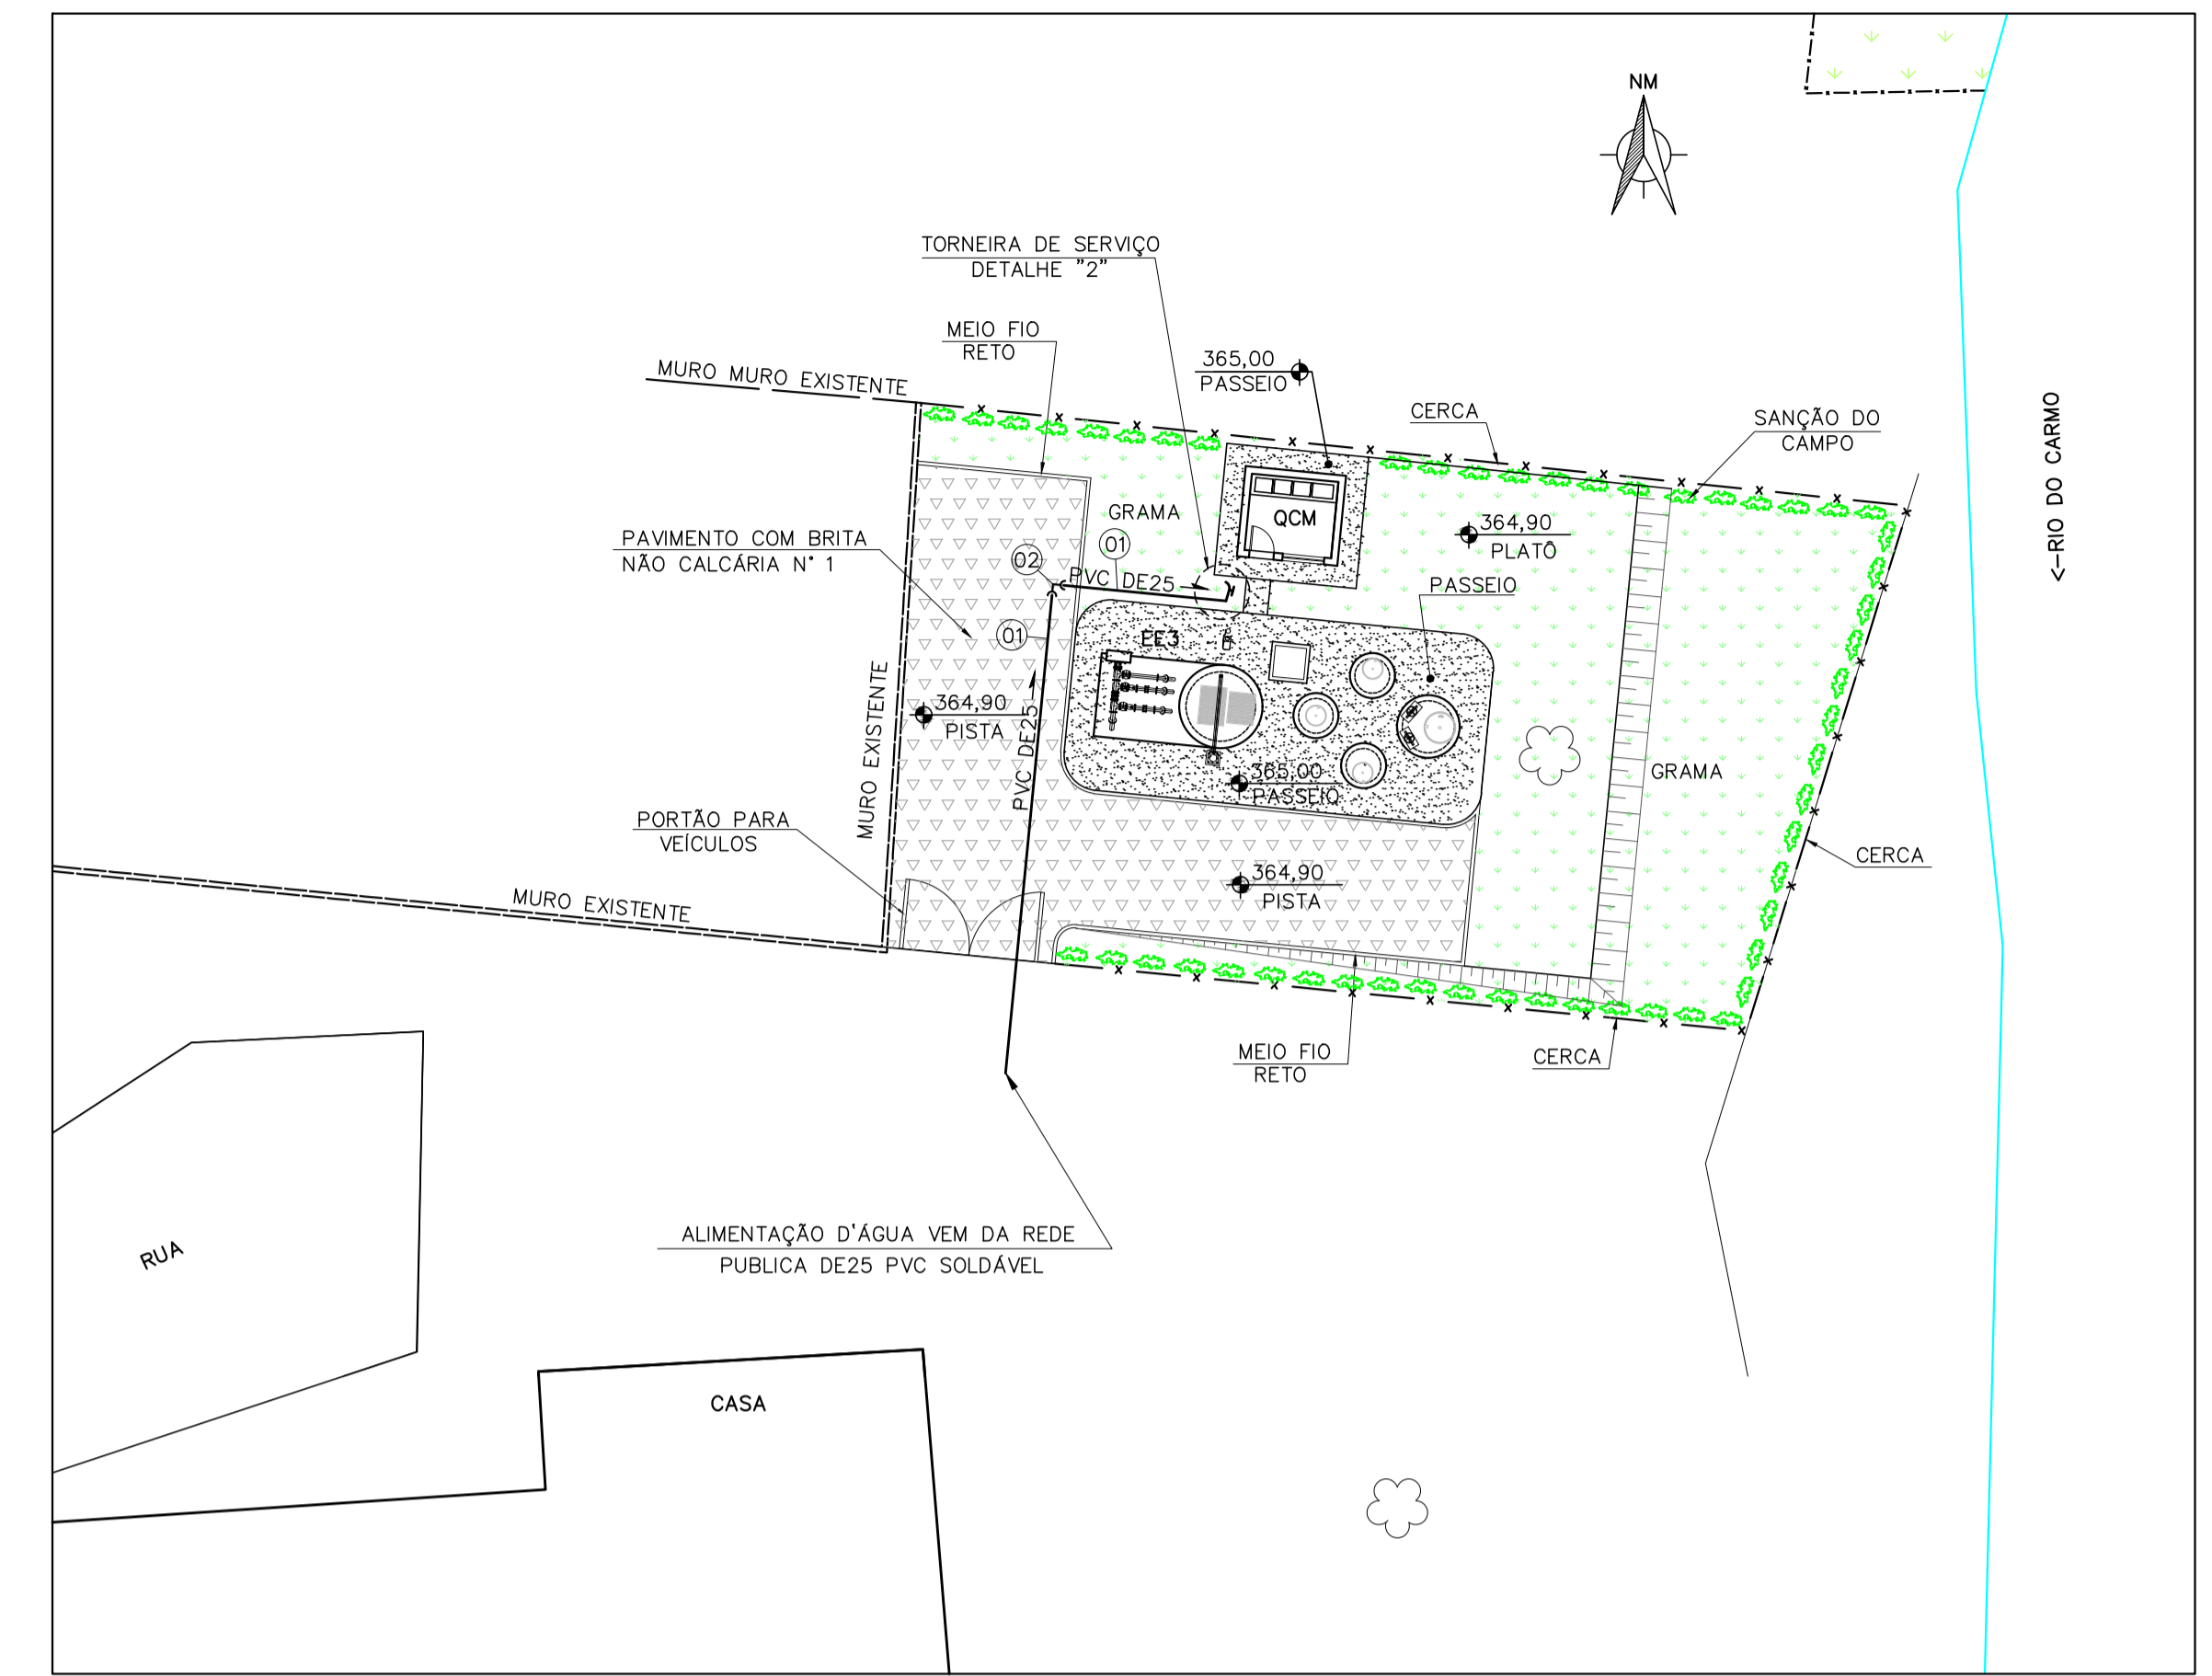 NM
TORNEIRA DE SERVIÇO
DETALHE "2"
MEIO FIO
RETO
365,00
PASSEIO
MURO MURO EXISTENTE
CERCA
SANÇÃO DO
CAMPO
<-RIO DO CARMO
GRAMA
QCM
364,90
PLATÔ
PAVIMENTO COM BRITA
NÃO CALCÁRIA N° 1
02
01
PVC DE25
PASSEIO
01
EE3
MURO EXISTENTE
364,90
PISTA
PVC DE25
365,00
PASSEIO
GRAMA
PORTÃO PARA
VEÍCULOS
CERCA
364,90
PISTA
MURO EXISTENTE
MEIO FIO
RETO
CERCA
ALIMENTAÇÃO D'ÁGUA VEM DA REDE
PUBLICA DE25 PVC SOLDÁVEL
RUA
CASA